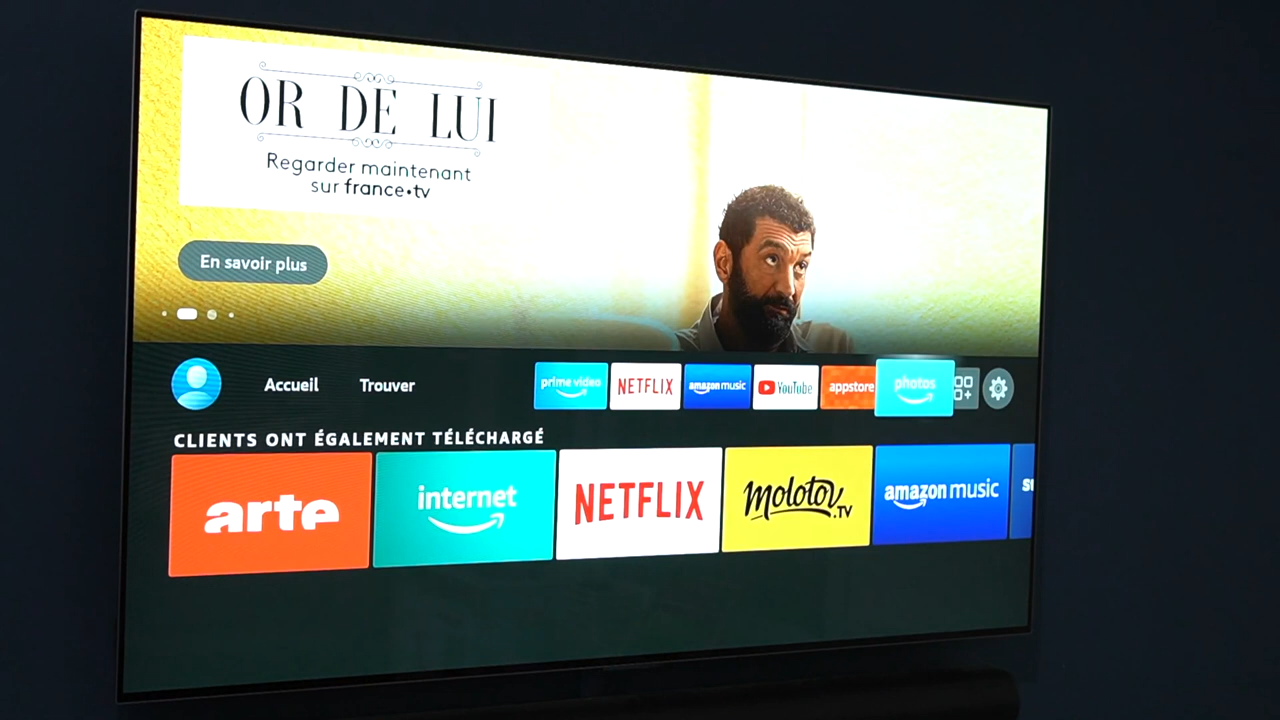 OR DE LUI
Regarder maintenant
sur france•tv
En savoir plus
Accueil Trouver prime video NETFLIX amazon music YouTube appstore photos
CLIENTS ONT ÉGALEMENT TÉLÉCHARGÉ
arte internet NETFLIX molotov.TV amazon music